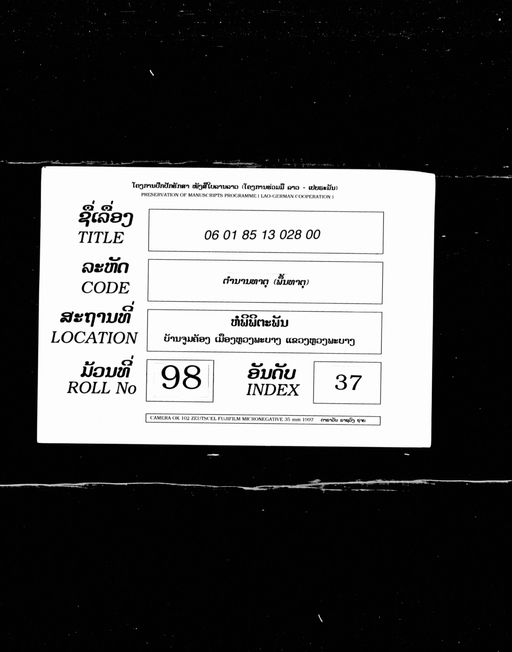 ໂຄງການປົກປັກຮັກສາ ໜັງສືໃບລານລາວ (ໂຄງການຮ່ວມມື ລາວ - ເຢຍລະມັນ)
PRESERVATION OF MANUSCRIPTS PROGRAMME ( LAO-GERMAN COOPERATION )
ຊື່ເລື່ອງ
TITLE
06 01 85 13 028 00
ລະຫັດ
CODE
ຕຳນານທາດ (ພື້ນທາດ)
ສະຖານທີ່
LOCATION
ຫໍພິພິຕະພັນ
ບ້ານຈູມຄ້ອງ ເມືອງຫຼວງພະບາງ ແຂວງຫຼວງພະບາງ
ມ້ວນທີ່
ROLL No
98
ອັນດັບ
INDEX
37
CAMERA OK 102 ZEUTSCEL FUJIFILM MICRONEGATIVE 35 mm 1997